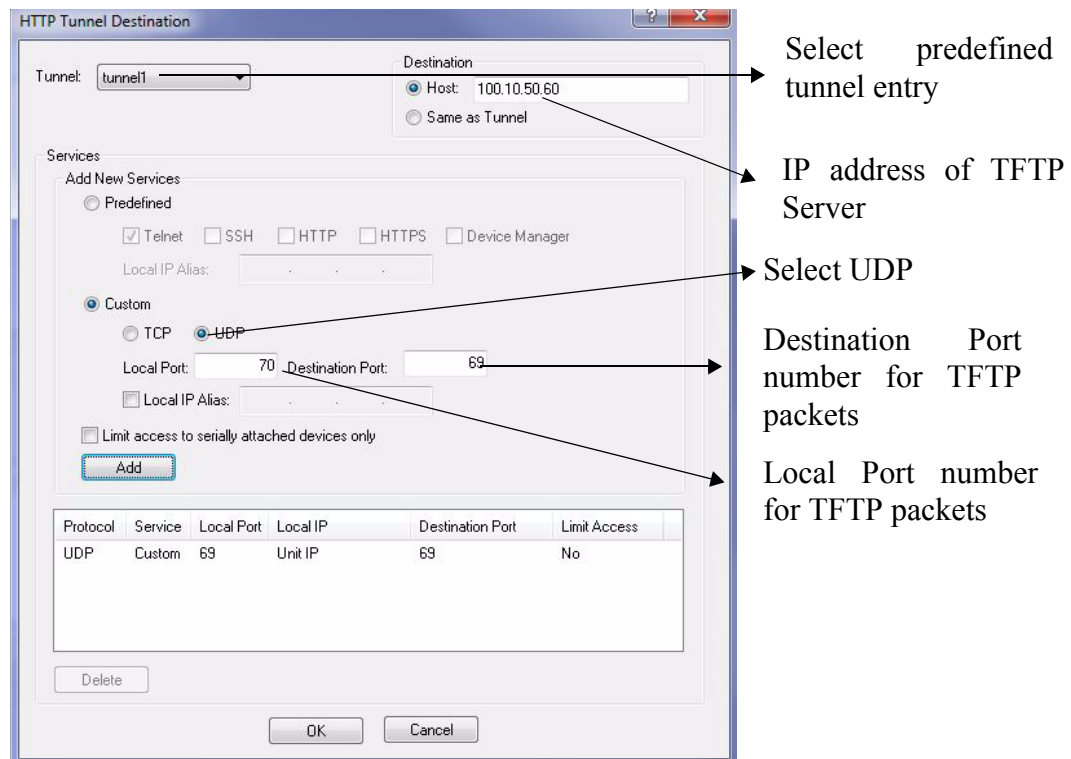 HTTP Tunnel Destination
Tunnel: tunnel1
Destination
Host: 100.10.50.60
Same as Tunnel
Services
Add New Services
Predefined
Telnet SSH HTTP HTTPS Device Manager
Local IP Alias: . . .
Custom
TCP UDP
Local Port: 70 Destination Port: 69
Local IP Alias: . . .
Limit access to serially attached devices only
Add
Protocol Service Local Port Local IP Destination Port Limit Access
UDP Custom 69 Unit IP 69 No
Delete
OK Cancel
Select predefined
tunnel entry
IP address of TFTP
Server
Select UDP
Destination Port
number for TFTP
packets
Local Port number
for TFTP packets